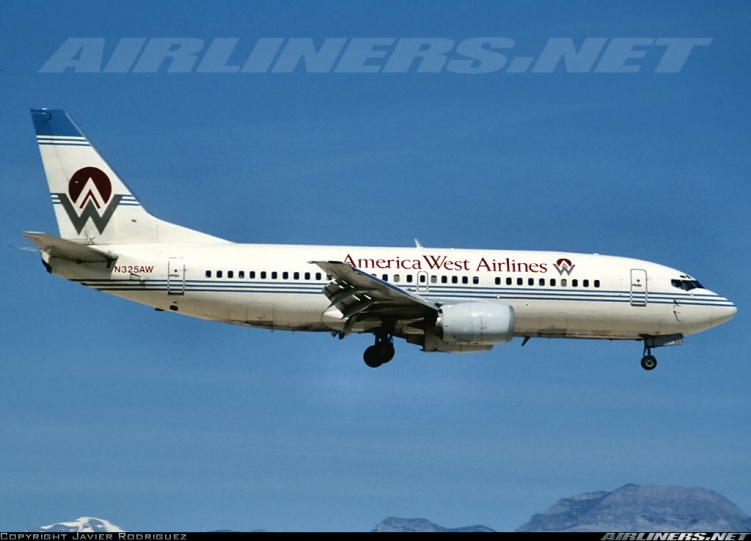 AIRLINERS.NET
N325AW
America West Airlines
Copyright Javier Rodriguez
AIRLINERS.NET